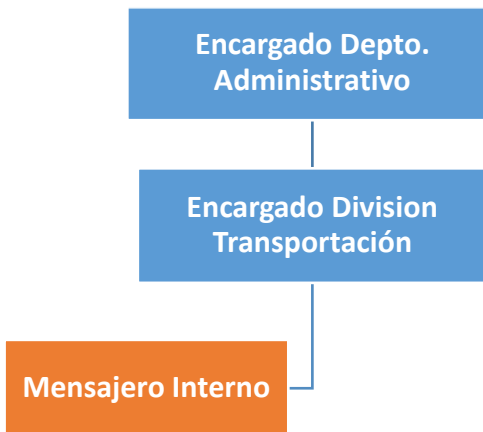 Encargado Depto.
Administrativo
Encargado Division
Transportación
Mensajero Interno